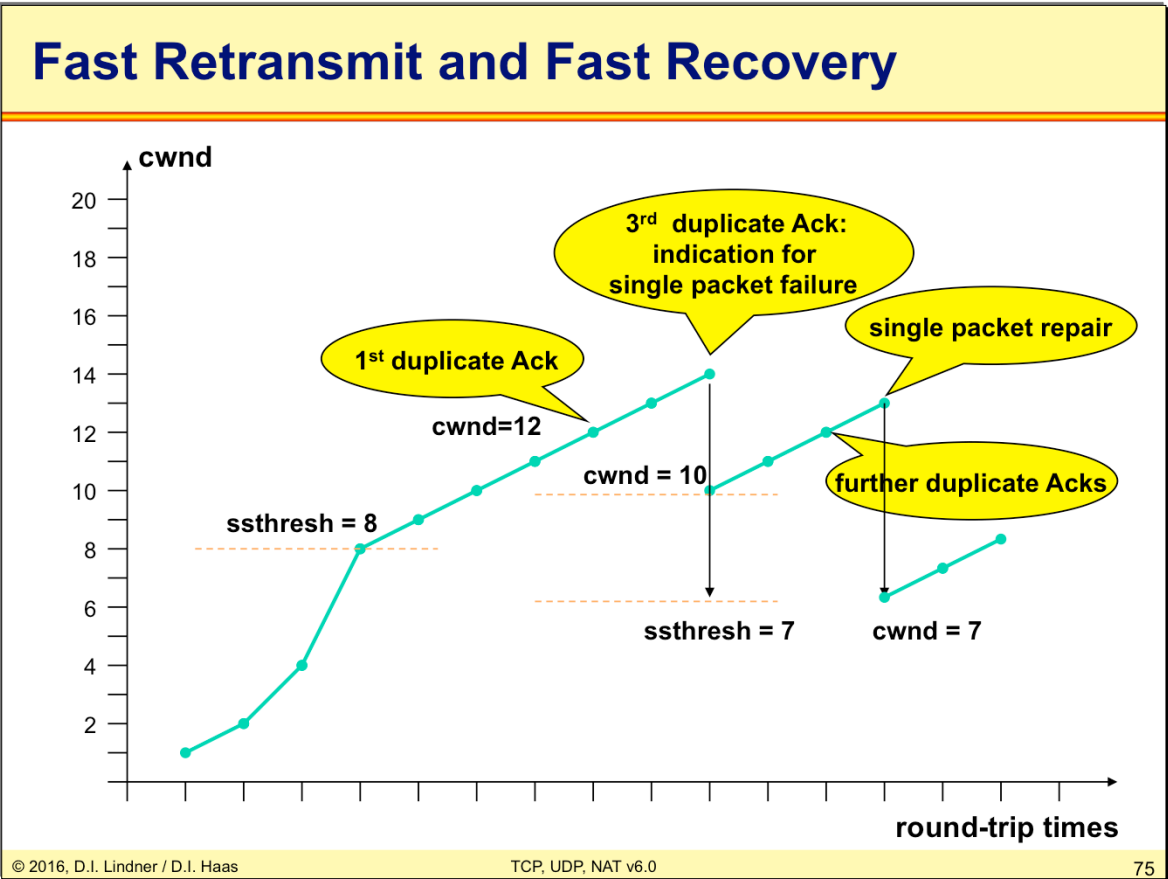 Fast Retransmit and Fast Recovery
cwnd
20
18
16
14
12
10
8
6
4
2
3rd duplicate Ack:
indication for
single packet failure
single packet repair
1st duplicate Ack
cwnd=12
cwnd = 10
further duplicate Acks
ssthresh = 8
ssthresh = 7
cwnd = 7
round-trip times
© 2016, D.I. Lindner / D.I. Haas
TCP, UDP, NAT v6.0
75